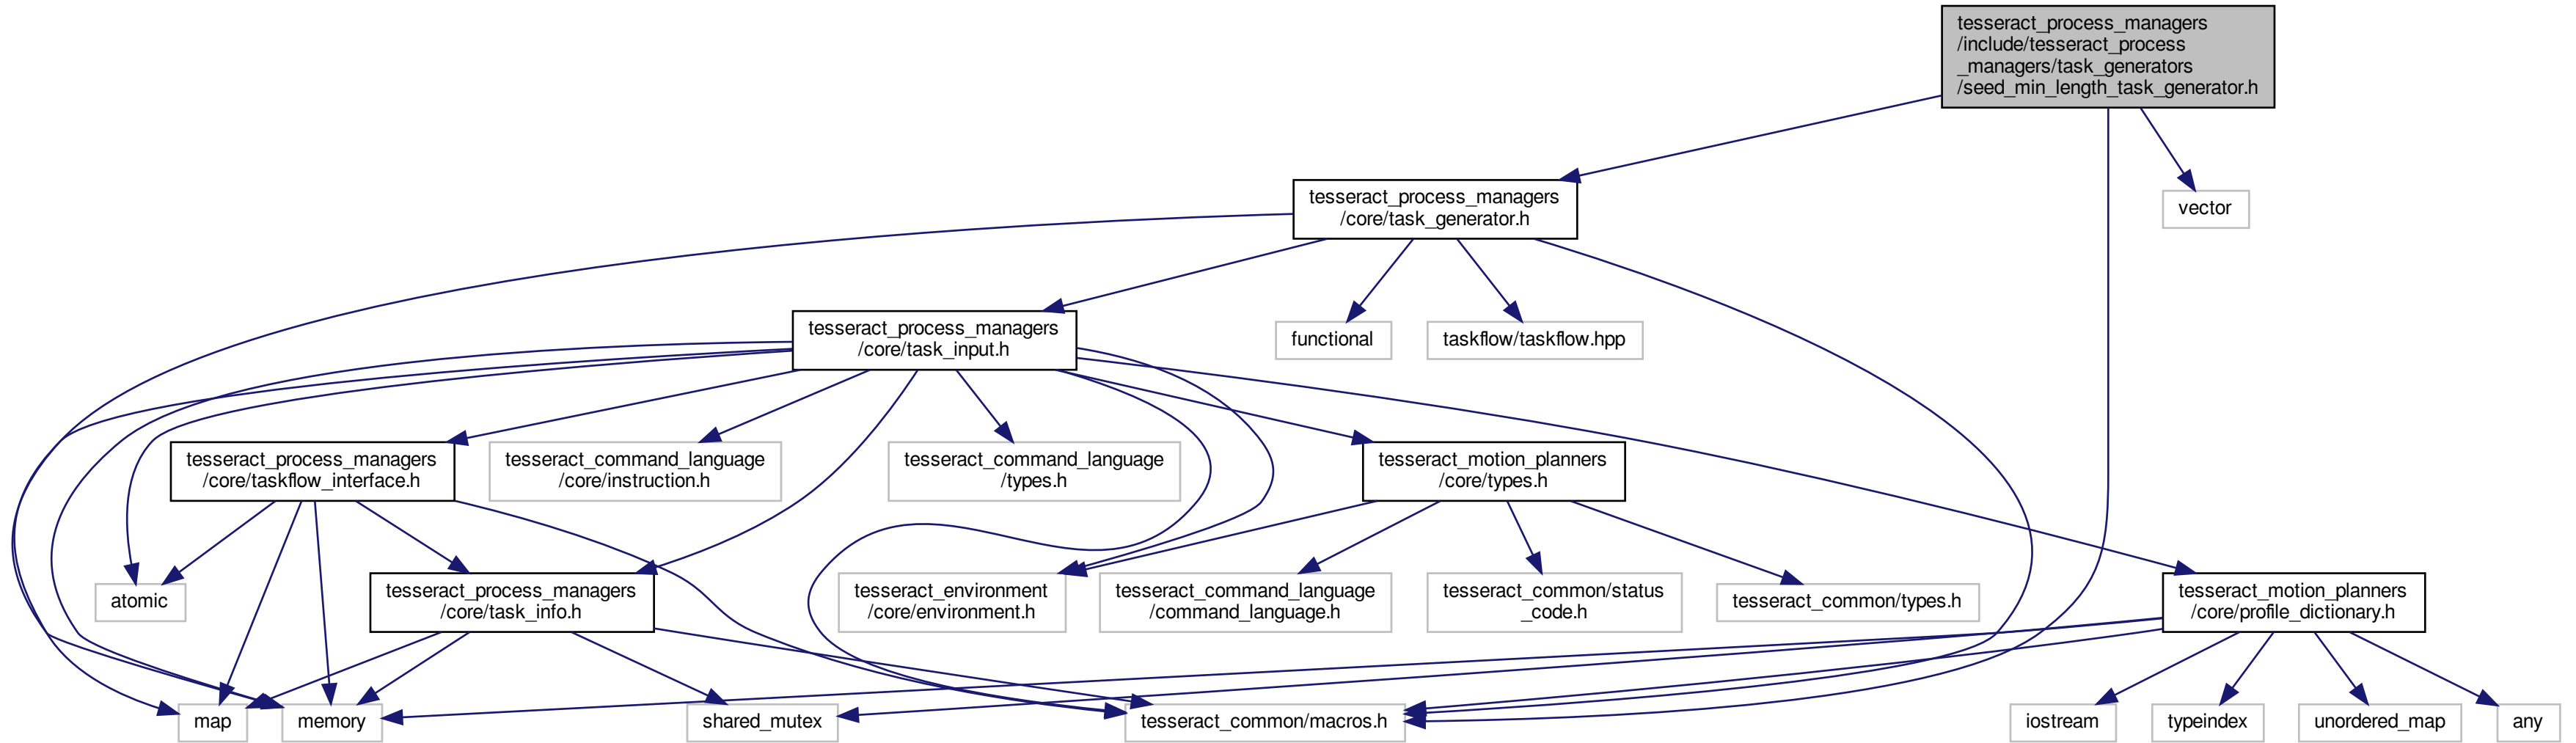 tesseract_process_managers
/include/tesseract_process
_managers/task_generators
/seed_min_length_task_generator.h
tesseract_process_managers
/core/task_generator.h
vector
tesseract_process_managers
/core/task_input.h
functional
taskflow/taskflow.hpp
tesseract_process_managers
/core/taskflow_interface.h
tesseract_command_language
/core/instruction.h
tesseract_command_language
/types.h
tesseract_motion_planners
/core/types.h
atomic
tesseract_process_managers
/core/task_info.h
tesseract_environment
/core/environment.h
tesseract_command_language
/command_language.h
tesseract_common/status
_code.h
tesseract_common/types.h
tesseract_motion_planners
/core/profile_dictionary.h
map
memory
shared_mutex
tesseract_common/macros.h
iostream
typeindex
unordered_map
any